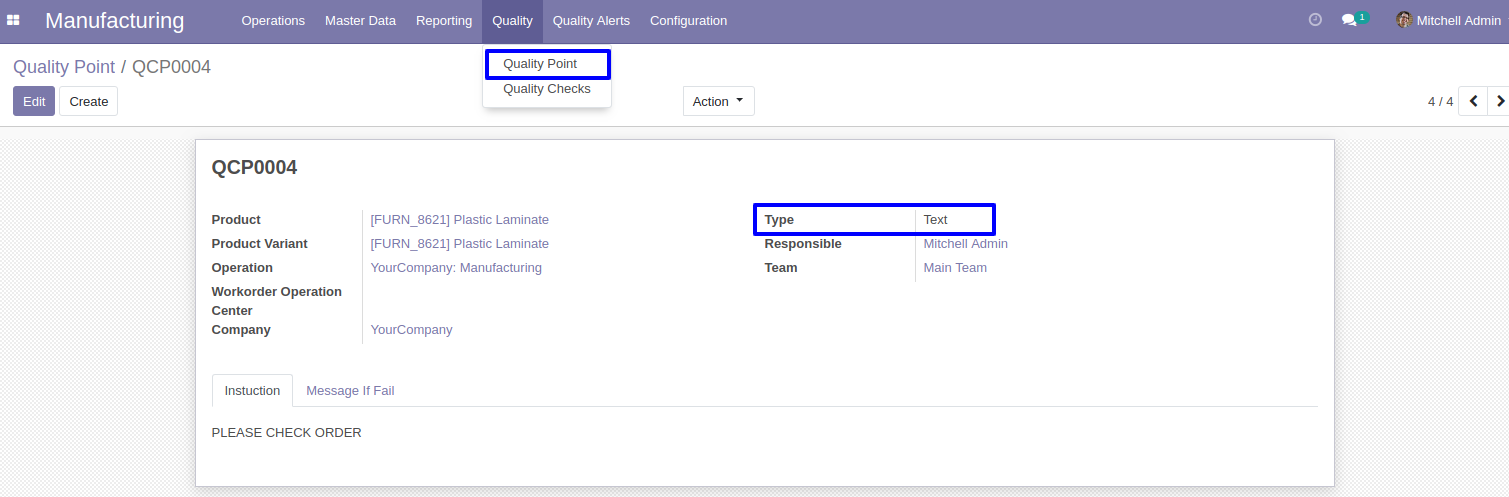 Manufacturing Operations Master Data Reporting Quality Quality Alerts Configuration 1 Mitchell Admin
Quality Point / QCP0004
Quality Point
Quality Checks
Edit Create Action 4 / 4
QCP0004
Product [FURN_8621] Plastic Laminate
Product Variant [FURN_8621] Plastic Laminate
Operation YourCompany: Manufacturing
Workorder Operation
Center
Company YourCompany
Type Text
Responsible Mitchell Admin
Team Main Team
Instuction Message If Fail
PLEASE CHECK ORDER